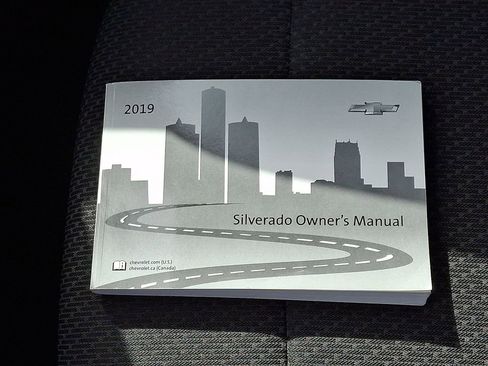 2019
Silverado Owner's Manual
chevrolet.com (U.S.)
chevrolet.ca (Canada)